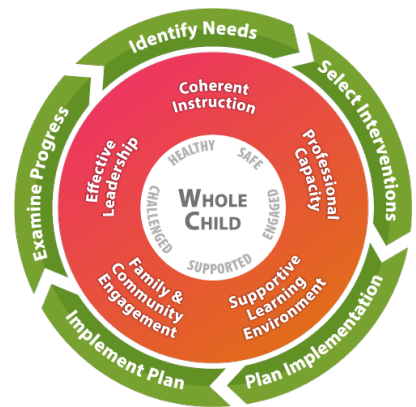 Identify Needs
Select Interventions
Plan Implementation
Implement Plan
Examine Progress
Coherent
Instruction
Professional
Capacity
Supportive
Learning
Environment
Family &
Community
Engagement
Effective
Leadership
HEALTHY
SAFE
ENGAGED
SUPPORTED
CHALLENGED
WHOLE
CHILD